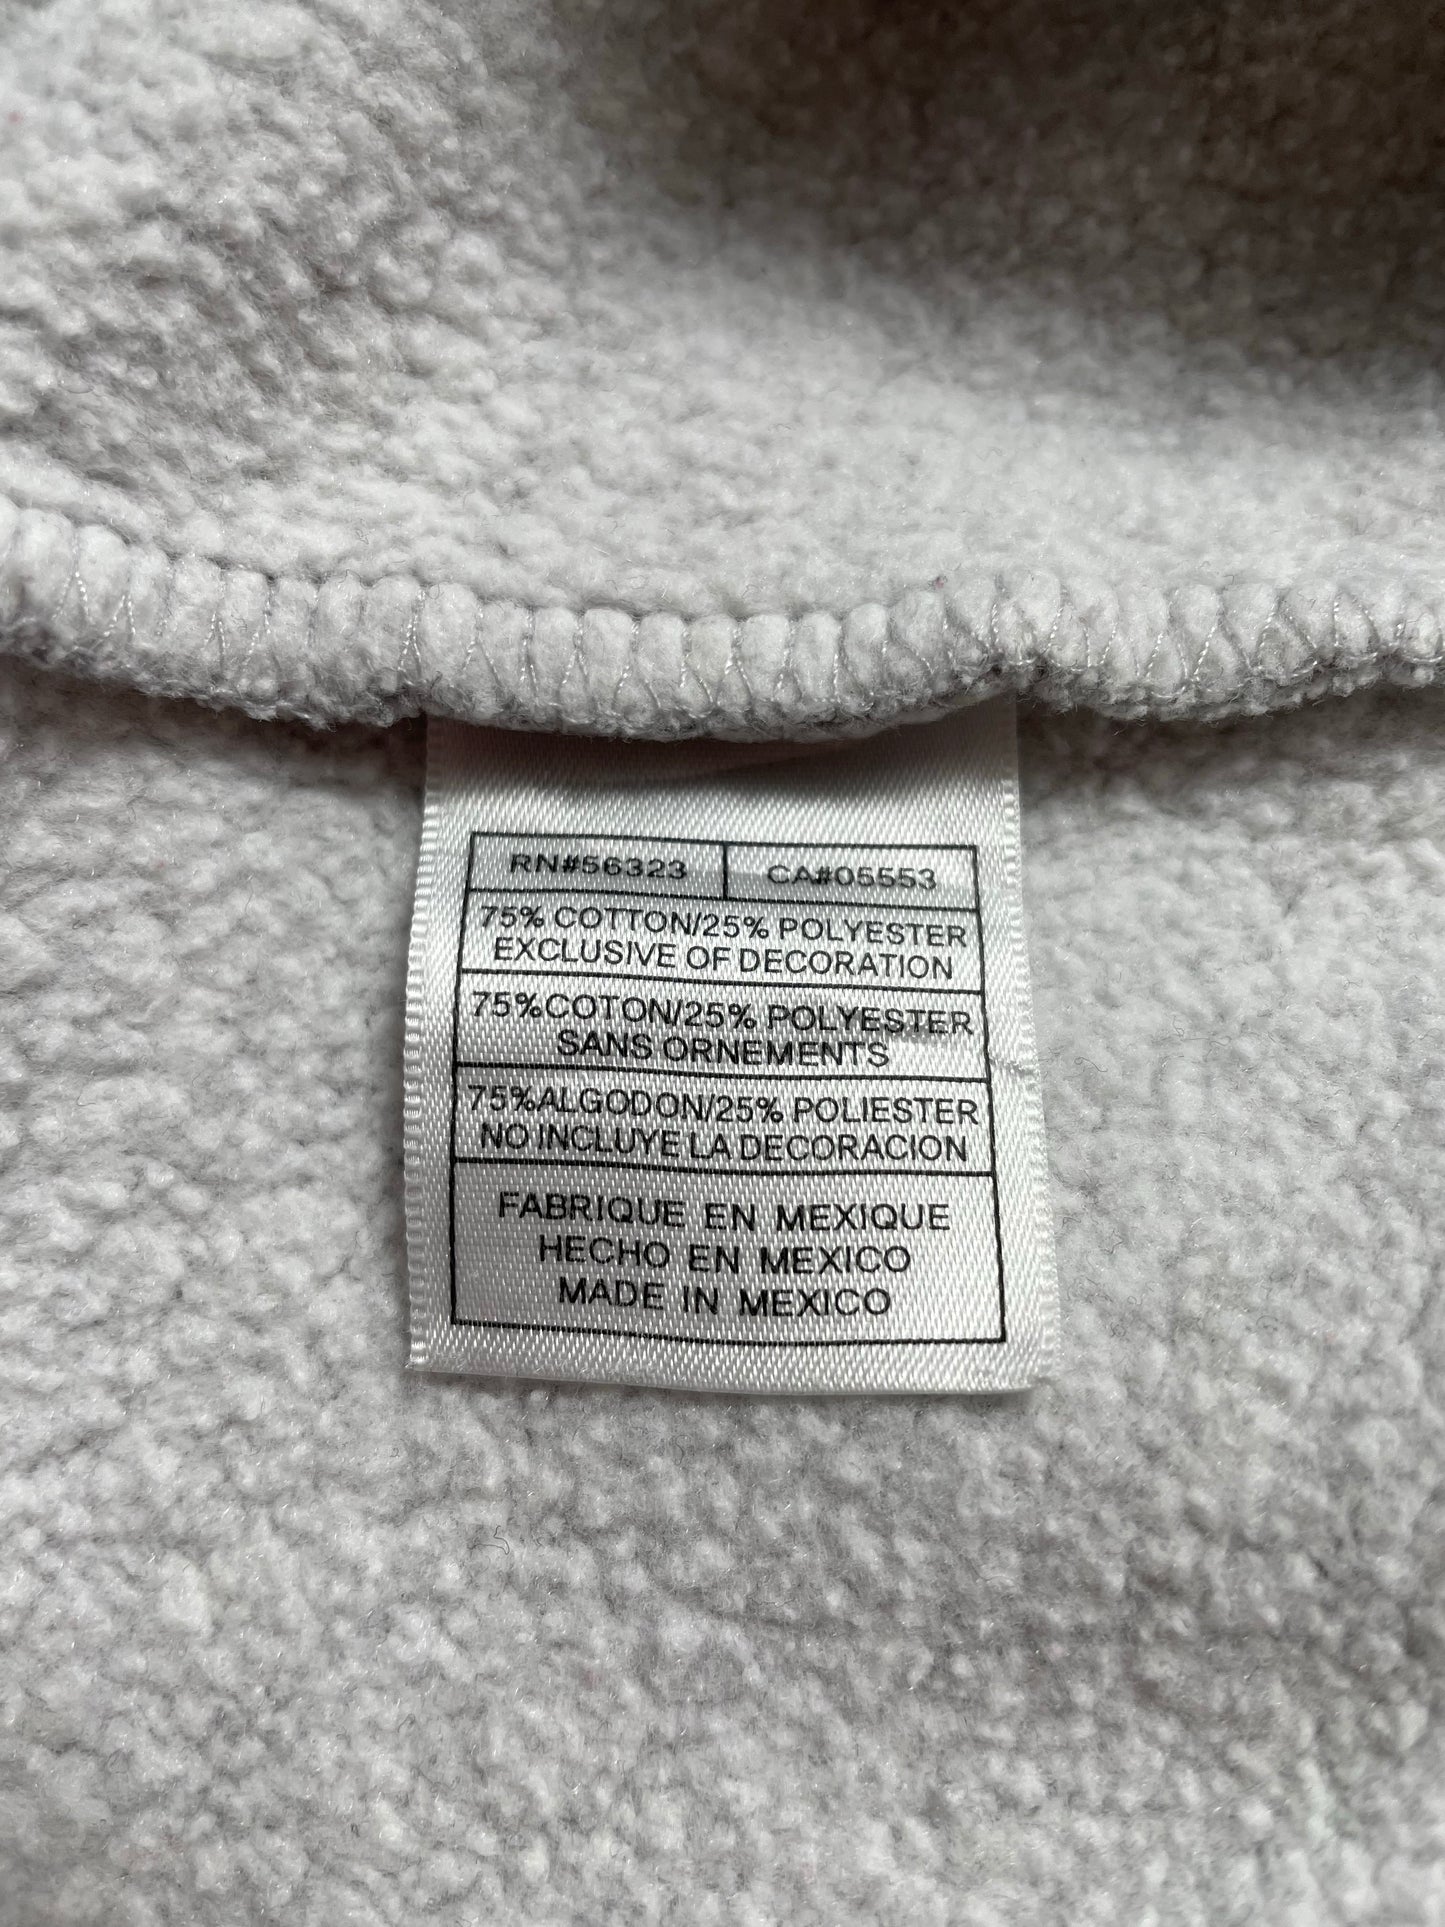 RN#56323 CA#05553
75% COTTON/25% POLYESTER
EXCLUSIVE OF DECORATION
75%COTON/25% POLYESTER
SANS ORNEMENTS
75%ALGODON/25% POLIESTER
NO INCLUYE LA DECORACION
FABRIQUE EN MEXIQUE
HECHO EN MEXICO
MADE IN MEXICO